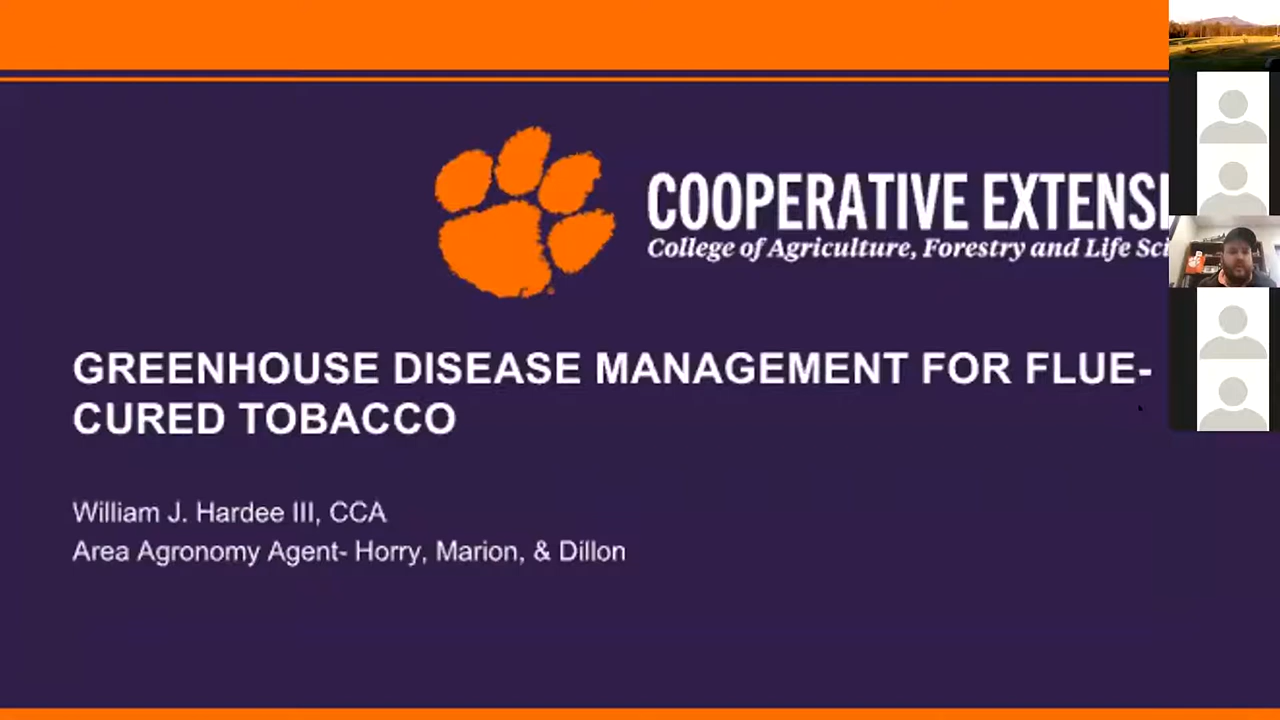 COOPERATIVE EXTENSI
College of Agriculture, Forestry and Life Sci
GREENHOUSE DISEASE MANAGEMENT FOR FLUE-
CURED TOBACCO
William J. Hardee III, CCA
Area Agronomy Agent- Horry, Marion, & Dillon